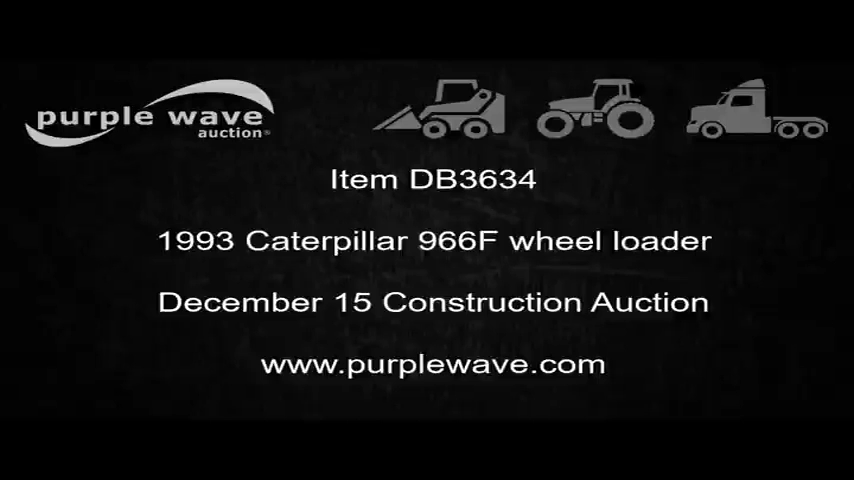 purple wave
auction®
Item DB3634
1993 Caterpillar 966F wheel loader
December 15 Construction Auction
www.purplewave.com